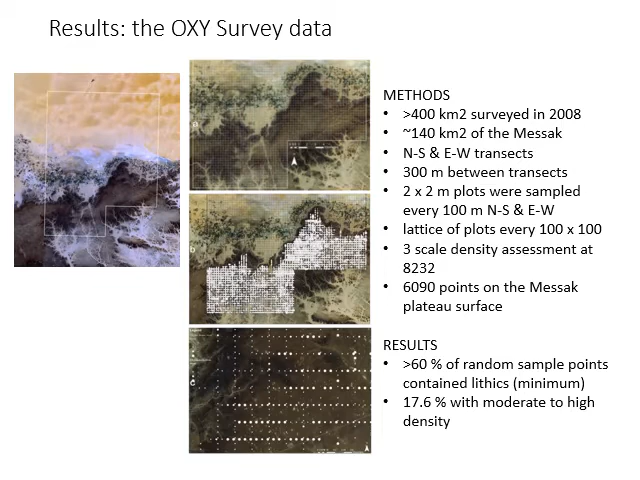 Results: the OXY Survey data
METHODS
• >400 km2 surveyed in 2008
• ~140 km2 of the Messak
• N-S & E-W transects
• 300 m between transects
• 2 x 2 m plots were sampled
every 100 m N-S & E-W
• lattice of plots every 100 x 100
• 3 scale density assessment at
8232
• 6090 points on the Messak
plateau surface
RESULTS
• >60 % of random sample points
contained lithics (minimum)
• 17.6 % with moderate to high
density
a
b
c